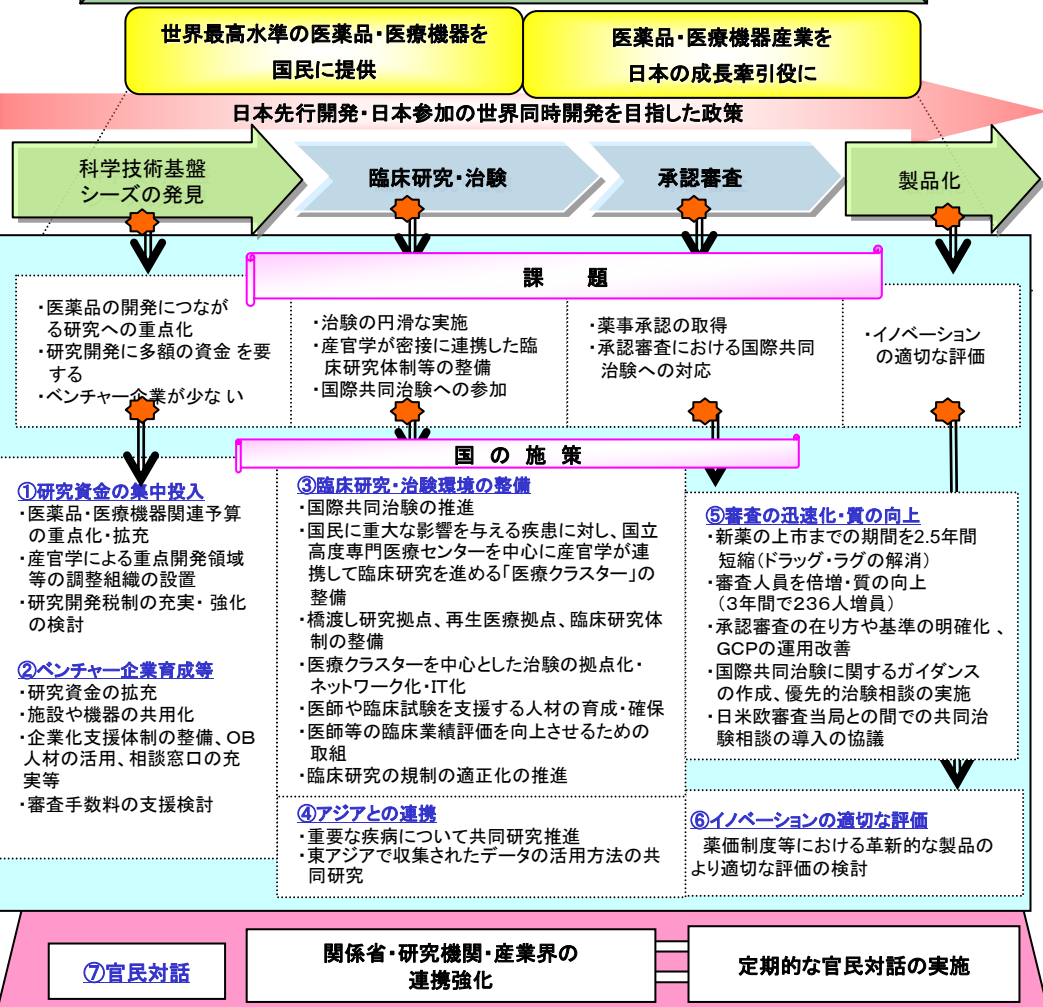 世界最高水準の医薬品・医療機器を
国民に提供
医薬品・医療機器産業を
日本の成長牽引役に
日本先行開発・日本参加の世界同時開発を目指した政策
科学技術基盤
シーズの発見
臨床研究・治験
承認審査
製品化
課 題
・医薬品の開発につなが
る研究への重点化
・研究開発に多額の資金 を要
する
・ベンチャー企業が少な い
・治験の円滑な実施
・産官学が密接に連携した臨
床研究体制等の整備
・国際共同治験への参加
・薬事承認の取得
・承認審査における国際共同
治験への対応
・イノベーション
の適切な評価
国 の 施 策
①研究資金の集中投入
・医薬品・医療機器関連予算
の重点化・拡充
・産官学による重点開発領域
等の調整組織の設置
・研究開発税制の充実・ 強化
の検討
②ベンチャー企業育成等
・研究資金の拡充
・施設や機器の共用化
・企業化支援体制の整備、OB
人材の活用、相談窓口の充
実等
・審査手数料の支援検討
③臨床研究・治験環境の整備
・国際共同治験の推進
・国民に重大な影響を与える疾患に対し、国立
高度専門医療センターを中心に産官学が連
携して臨床研究を進める「医療クラスター」の
整備
・橋渡し研究拠点、再生医療拠点、臨床研究体
制の整備
・医療クラスターを中心とした治験の拠点化・
ネットワーク化・IT化
・医師や臨床試験を支援する人材の育成・確保
・医師等の臨床業績評価を向上させるための
取組
・臨床研究の規制の適正化の推進
④アジアとの連携
・重要な疾病について共同研究推進
・東アジアで収集されたデータの活用方法の共
同研究
⑤審査の迅速化・質の向上
・新薬の上市までの期間を2.5年間
短縮(ドラッグ・ラグの解消)
・審査人員を倍増・質の向上
(3年間で236人増員)
・承認審査の在り方や基準の明確化 、
GCPの運用改善
・国際共同治験に関するガイダンス
の作成、優先的治験相談の実施
・日米欧審査当局との間での共同治
験相談の導入の協議
⑥イノベーションの適切な評価
薬価制度等における革新的な製品の
より適切な評価の検討
⑦官民対話
関係省・研究機関・産業界の
連携強化
定期的な官民対話の実施